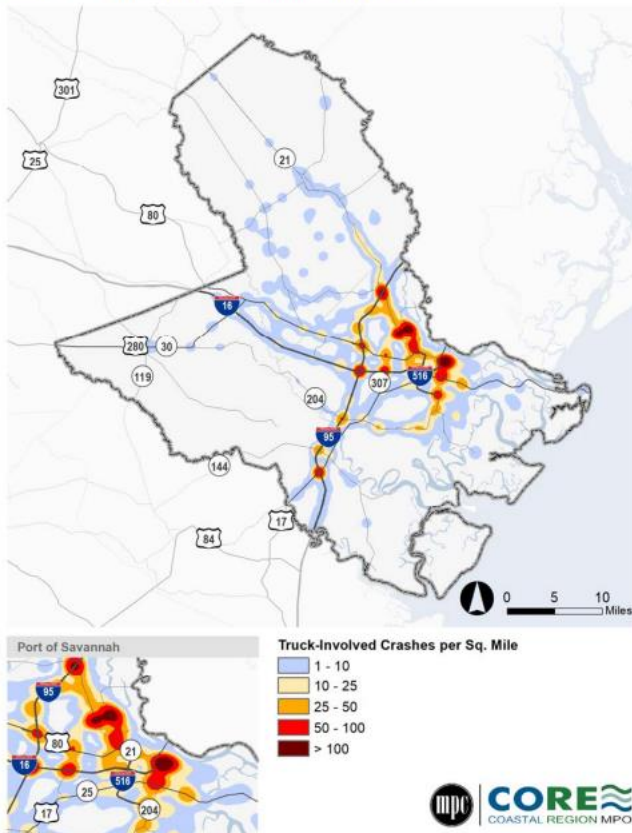 301
25
21
80
16
280
30
119
307
516
204
95
144
17
84
0 5 10
Miles
Port of Savannah
95
80
21
16
516
25
17
204
Truck-Involved Crashes per Sq. Mile
1 - 10
10 - 25
25 - 50
50 - 100
> 100
mpc
CORE
COASTAL REGION MPO